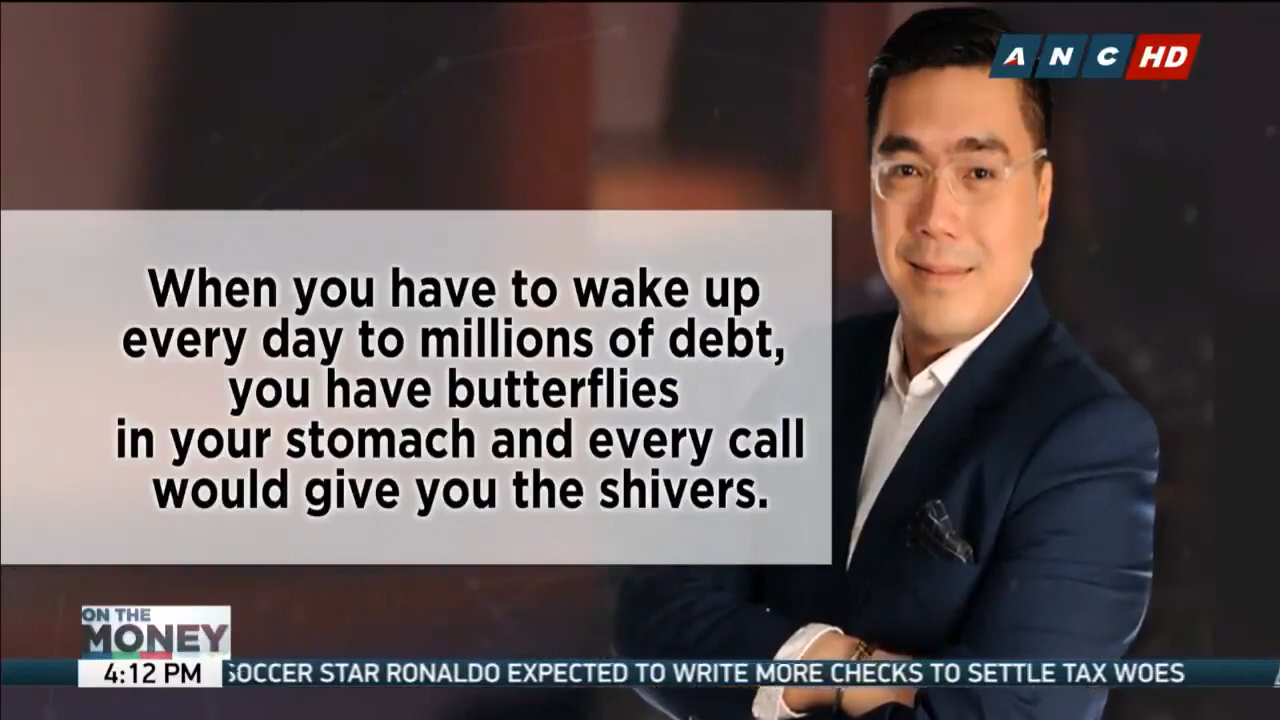 ANC HD
When you have to wake up
every day to millions of debt,
you have butterflies
in your stomach and every call
would give you the shivers.
ON THE
MONEY
4:12 PM
SOCCER STAR RONALDO EXPECTED TO WRITE MORE CHECKS TO SETTLE TAX WOES